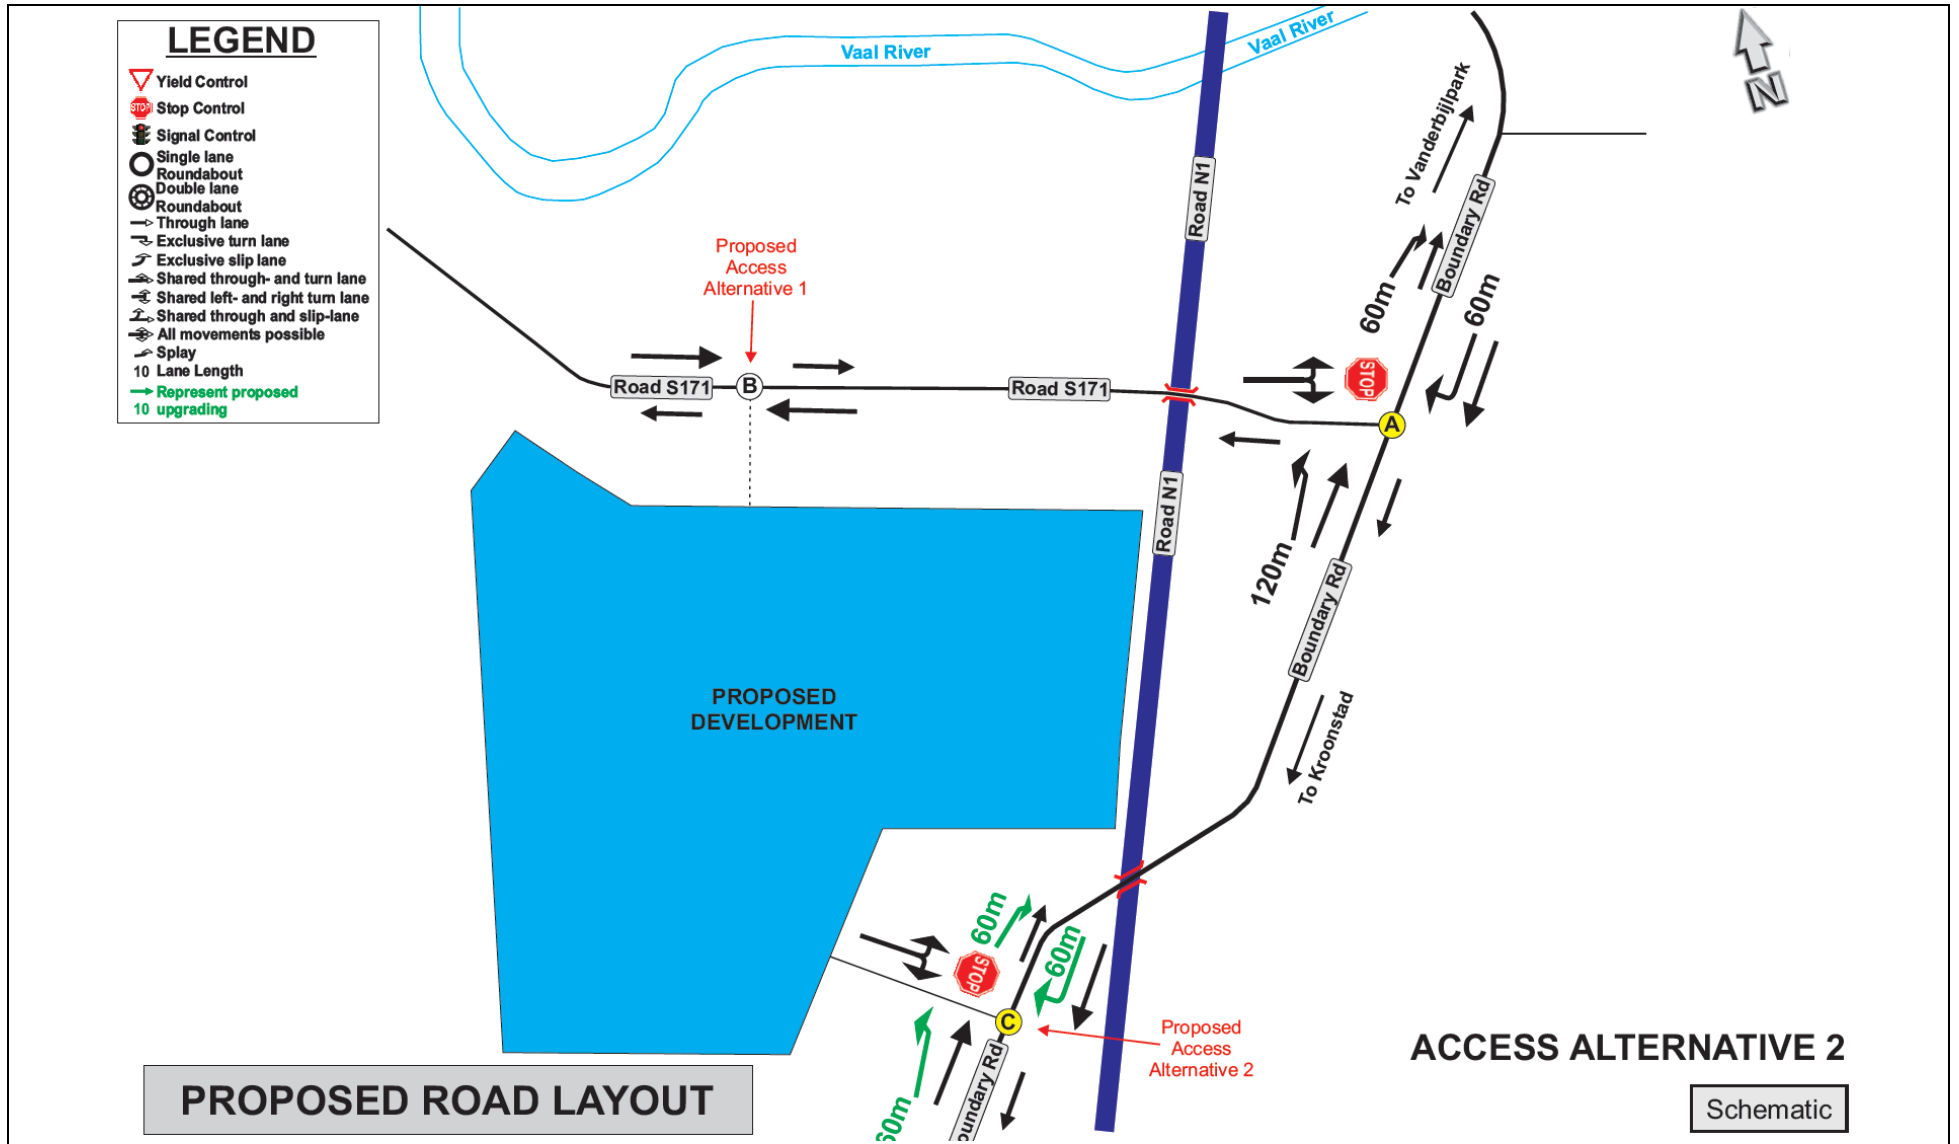 LEGEND
Yield Control
STOP
Stop Control
Signal Control
Single lane
Roundabout
Double lane
Roundabout
Through lane
Exclusive turn lane
Exclusive slip lane
Shared through- and turn lane
Shared left- and right turn lane
Shared through and slip-lane
All movements possible
Splay
10 Lane Length
Represent proposed
10 upgrading
Vaal River
Vaal River
N
To Vanderbijlpark
Road N1
Boundary Rd
Proposed
Access
Alternative 1
60m
60m
Road S171
B
Road S171
STOP
A
Road N1
120m
Boundary Rd
PROPOSED
DEVELOPMENT
To Kroonstad
60m
60m
STOP
C
Proposed
Access
Alternative 2
ACCESS ALTERNATIVE 2
oundary Rd
60m
PROPOSED ROAD LAYOUT
Schematic